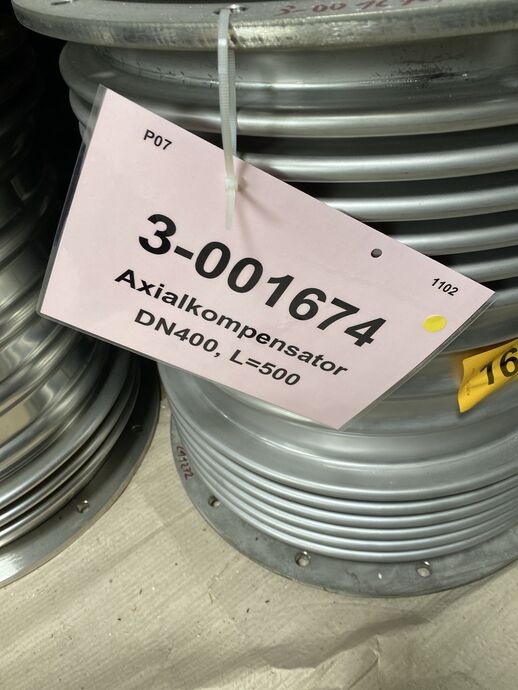 P07
1102
3-001674
Axialkompensator
DN400, L=500
16